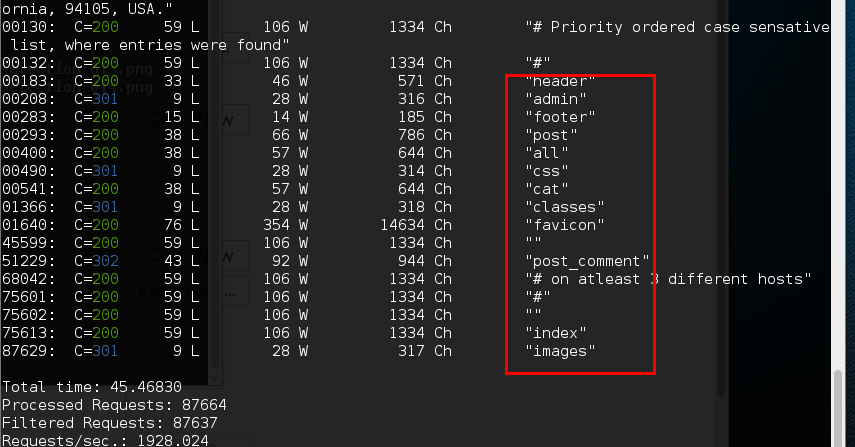 ornia, 94105, USA."
00130:  C=200     59 L     106 W     1334 Ch     "# Priority ordered case sensative
list, where entries were found"
00132:  C=200     59 L     106 W     1334 Ch     "#"
00183:  C=200     33 L     46 W     571 Ch     "header"
00208:  C=301     9 L     28 W     316 Ch     "admin"
00283:  C=200     15 L     14 W     185 Ch     "footer"
00293:  C=200     38 L     66 W     786 Ch     "post"
00400:  C=200     38 L     57 W     644 Ch     "all"
00490:  C=301     9 L     28 W     314 Ch     "css"
00541:  C=200     38 L     57 W     644 Ch     "cat"
01366:  C=301     9 L     28 W     318 Ch     "classes"
01640:  C=200     76 L     354 W     14634 Ch     "favicon"
45599:  C=200     59 L     106 W     1334 Ch     ""
51229:  C=302     43 L     92 W     944 Ch     "post_comment"
68042:  C=200     59 L     106 W     1334 Ch     "# on atleast 3 different hosts"
75601:  C=200     59 L     106 W     1334 Ch     "#"
75602:  C=200     59 L     106 W     1334 Ch     ""
75613:  C=200     59 L     106 W     1334 Ch     "index"
87629:  C=301     9 L     28 W     317 Ch     "images"
Total time: 45.46830
Processed Requests: 87664
Filtered Requests: 87637
Requests/sec.: 1928.024